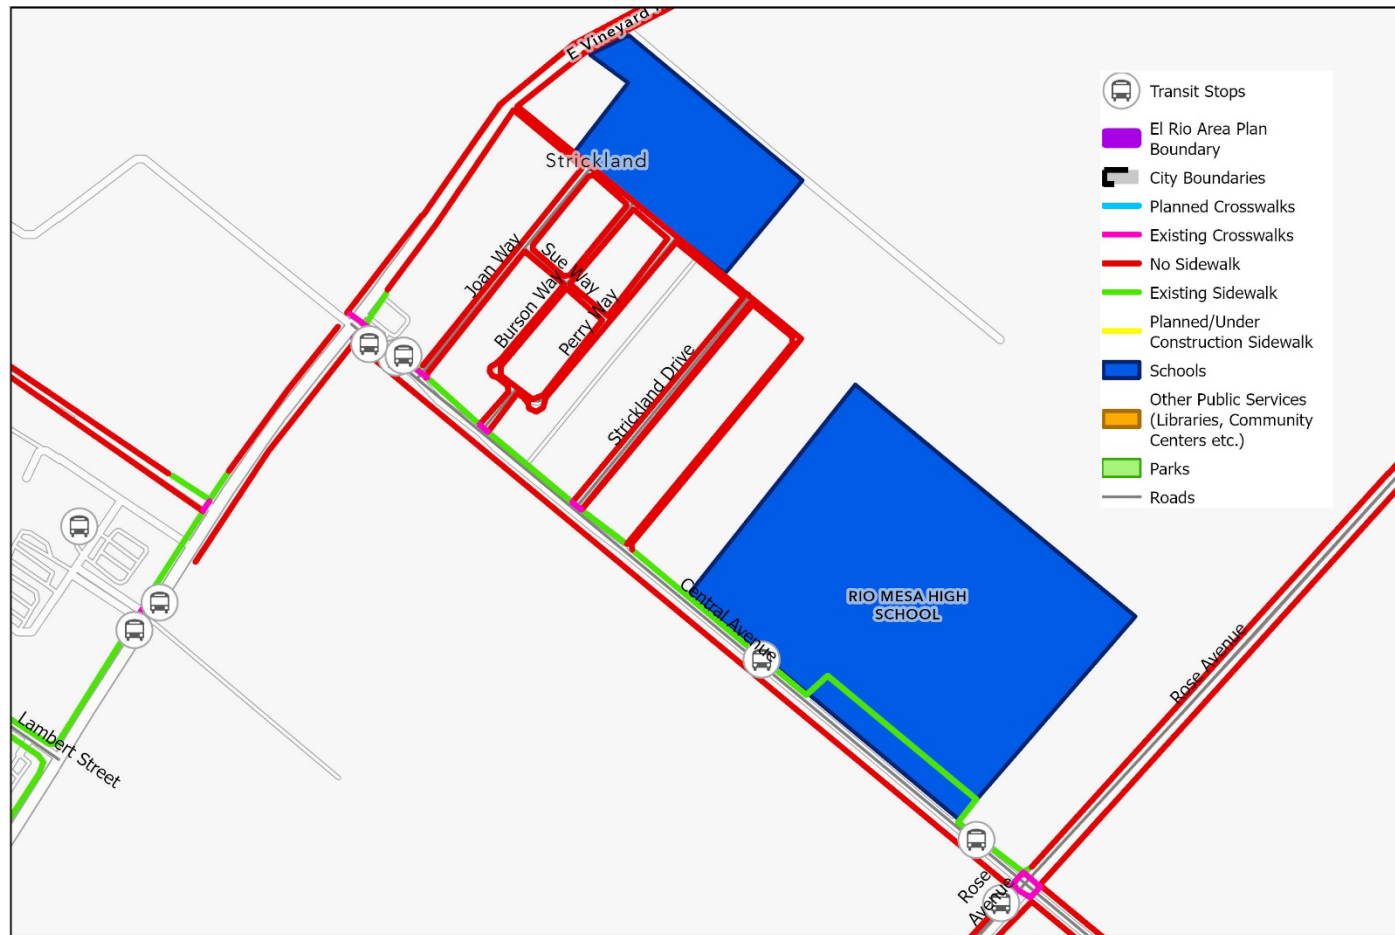 E Vineyard
Strickland
Joan Way
Sue Way
Burson Way
Perry Way
Strickland Drive
Central Avenue
RIO MESA HIGH
SCHOOL
Rose Avenue
Rose
Avenue
Lambert Street
Transit Stops
El Rio Area Plan
Boundary
City Boundaries
Planned Crosswalks
Existing Crosswalks
No Sidewalk
Existing Sidewalk
Planned/Under
Construction Sidewalk
Schools
Other Public Services
(Libraries, Community
Centers etc.)
Parks
Roads